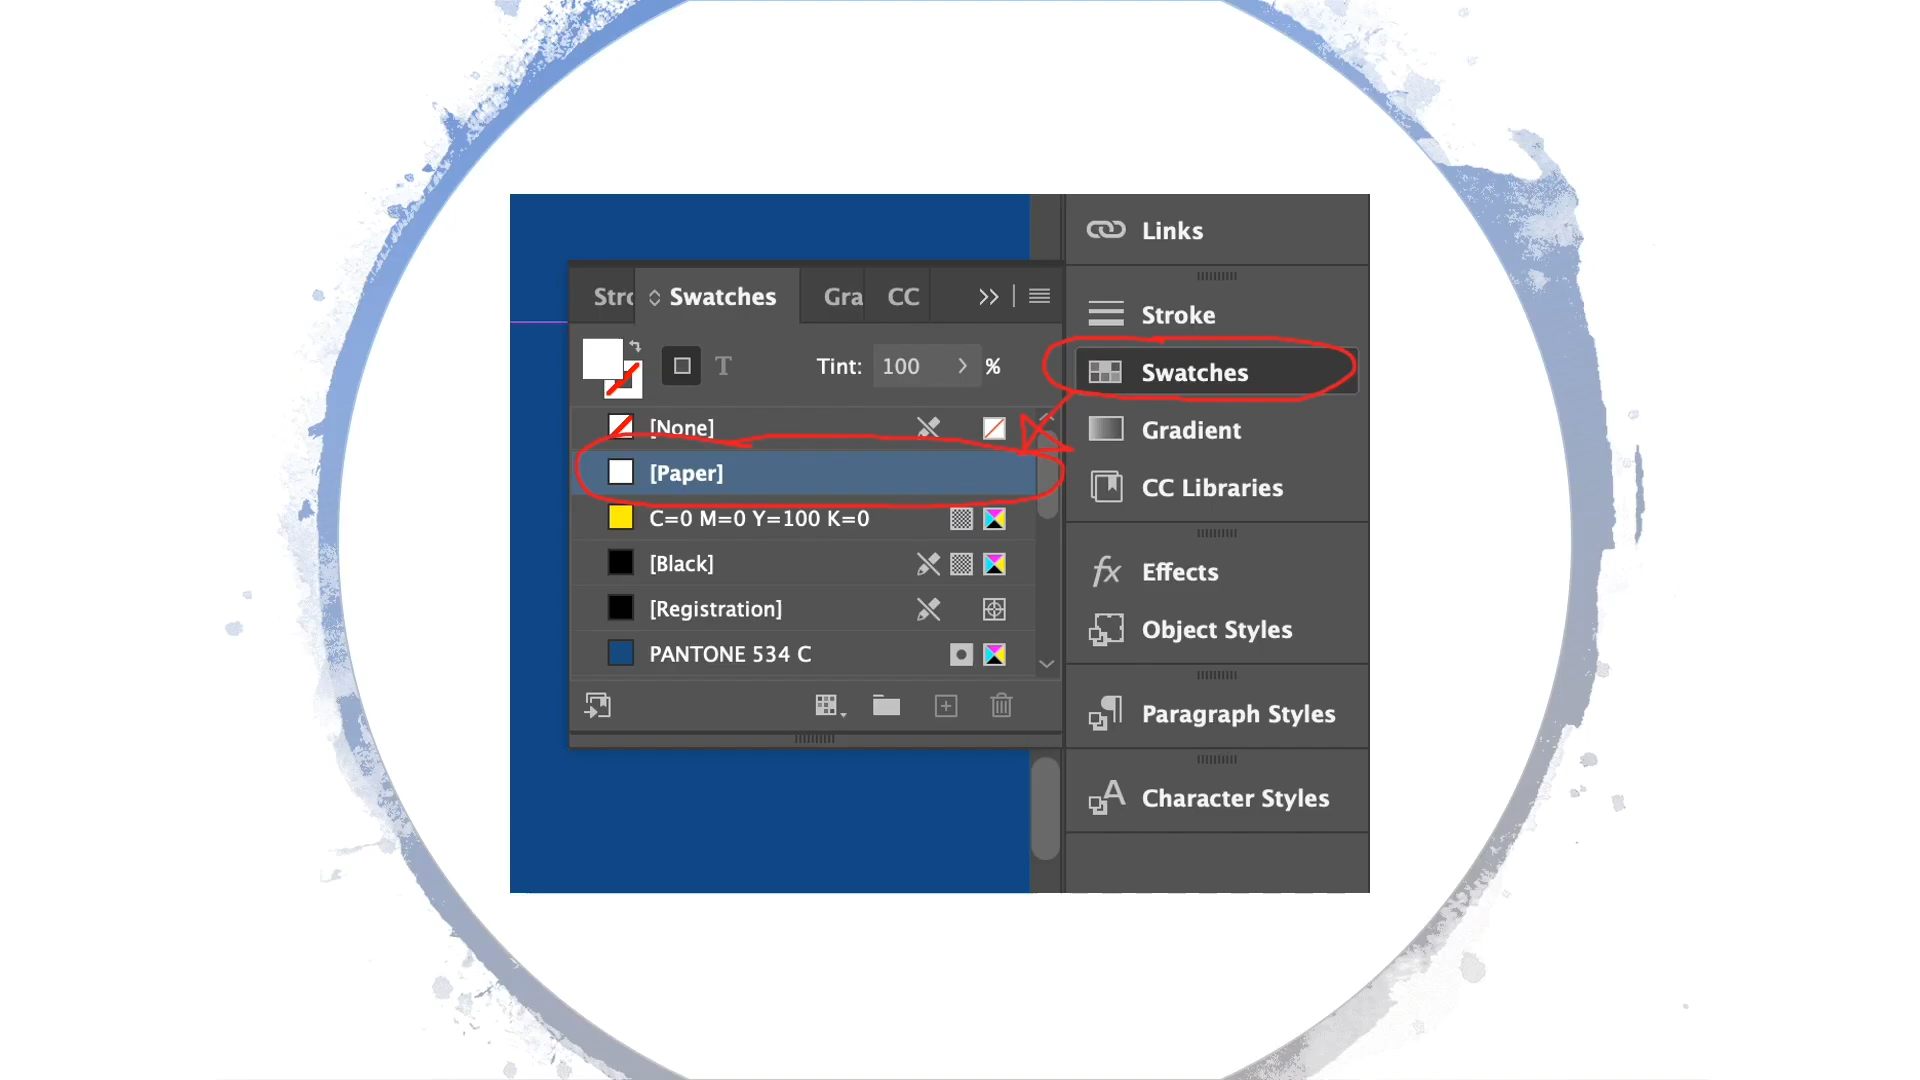 Links
Stro
Swatches
Gra
CC
Stroke
T
Tint:
100
%
Swatches
[None]
Gradient
[Paper]
CC Libraries
C=0 M=0 Y=100 K=0
[Black]
fx Effects
[Registration]
Object Styles
PANTONE 534 C
Paragraph Styles
Character Styles